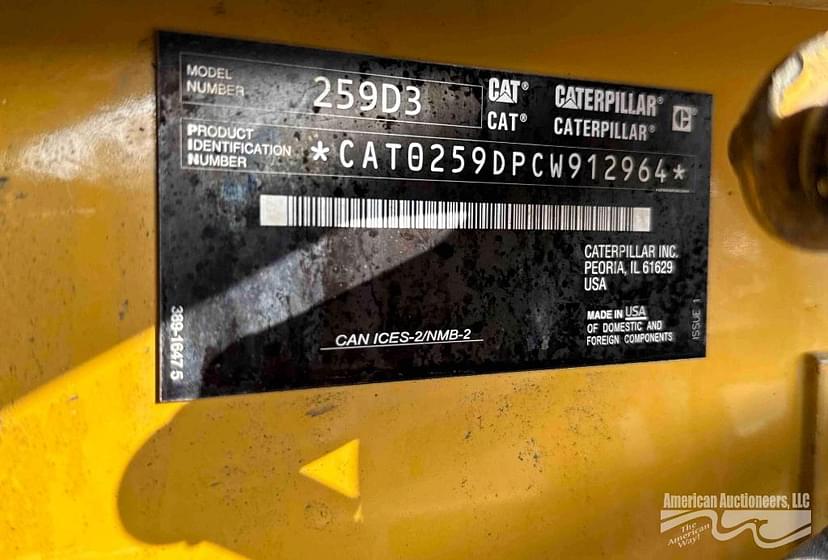 MODEL
NUMBER
259D3
CAT® CATERPILLAR® C
CAT® CATERPILLAR®
PRODUCT
IDENTIFICATION
NUMBER
*CAT0259DPCW912964*
CATERPILLAR INC.
PEORIA, IL 61629
USA
MADE IN USA
OF DOMESTIC AND
FOREIGN COMPONENTS
ISSUE 1
CAN ICES-2/NMB-2
389-1647 5
American Auctioneers, LLC
The
American
Way!